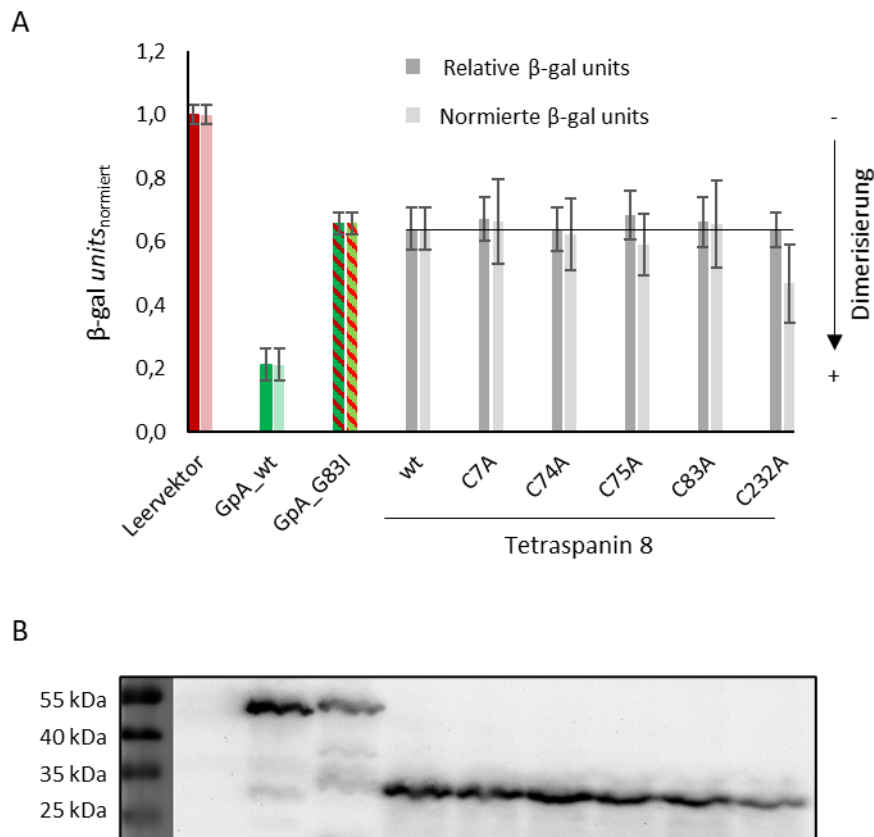 A
1,2
1,0
0,8
0,6
0,4
0,2
0,0
β-gal units normiert
Relative β-gal units
Normierte β-gal units
-
Dimerisierung
+
Leervektor
GpA_wt
GpA_G83I
wt
C7A
C74A
C75A
C83A
C232A
Tetraspanin 8
B
55 kDa
40 kDa
35 kDa
25 kDa